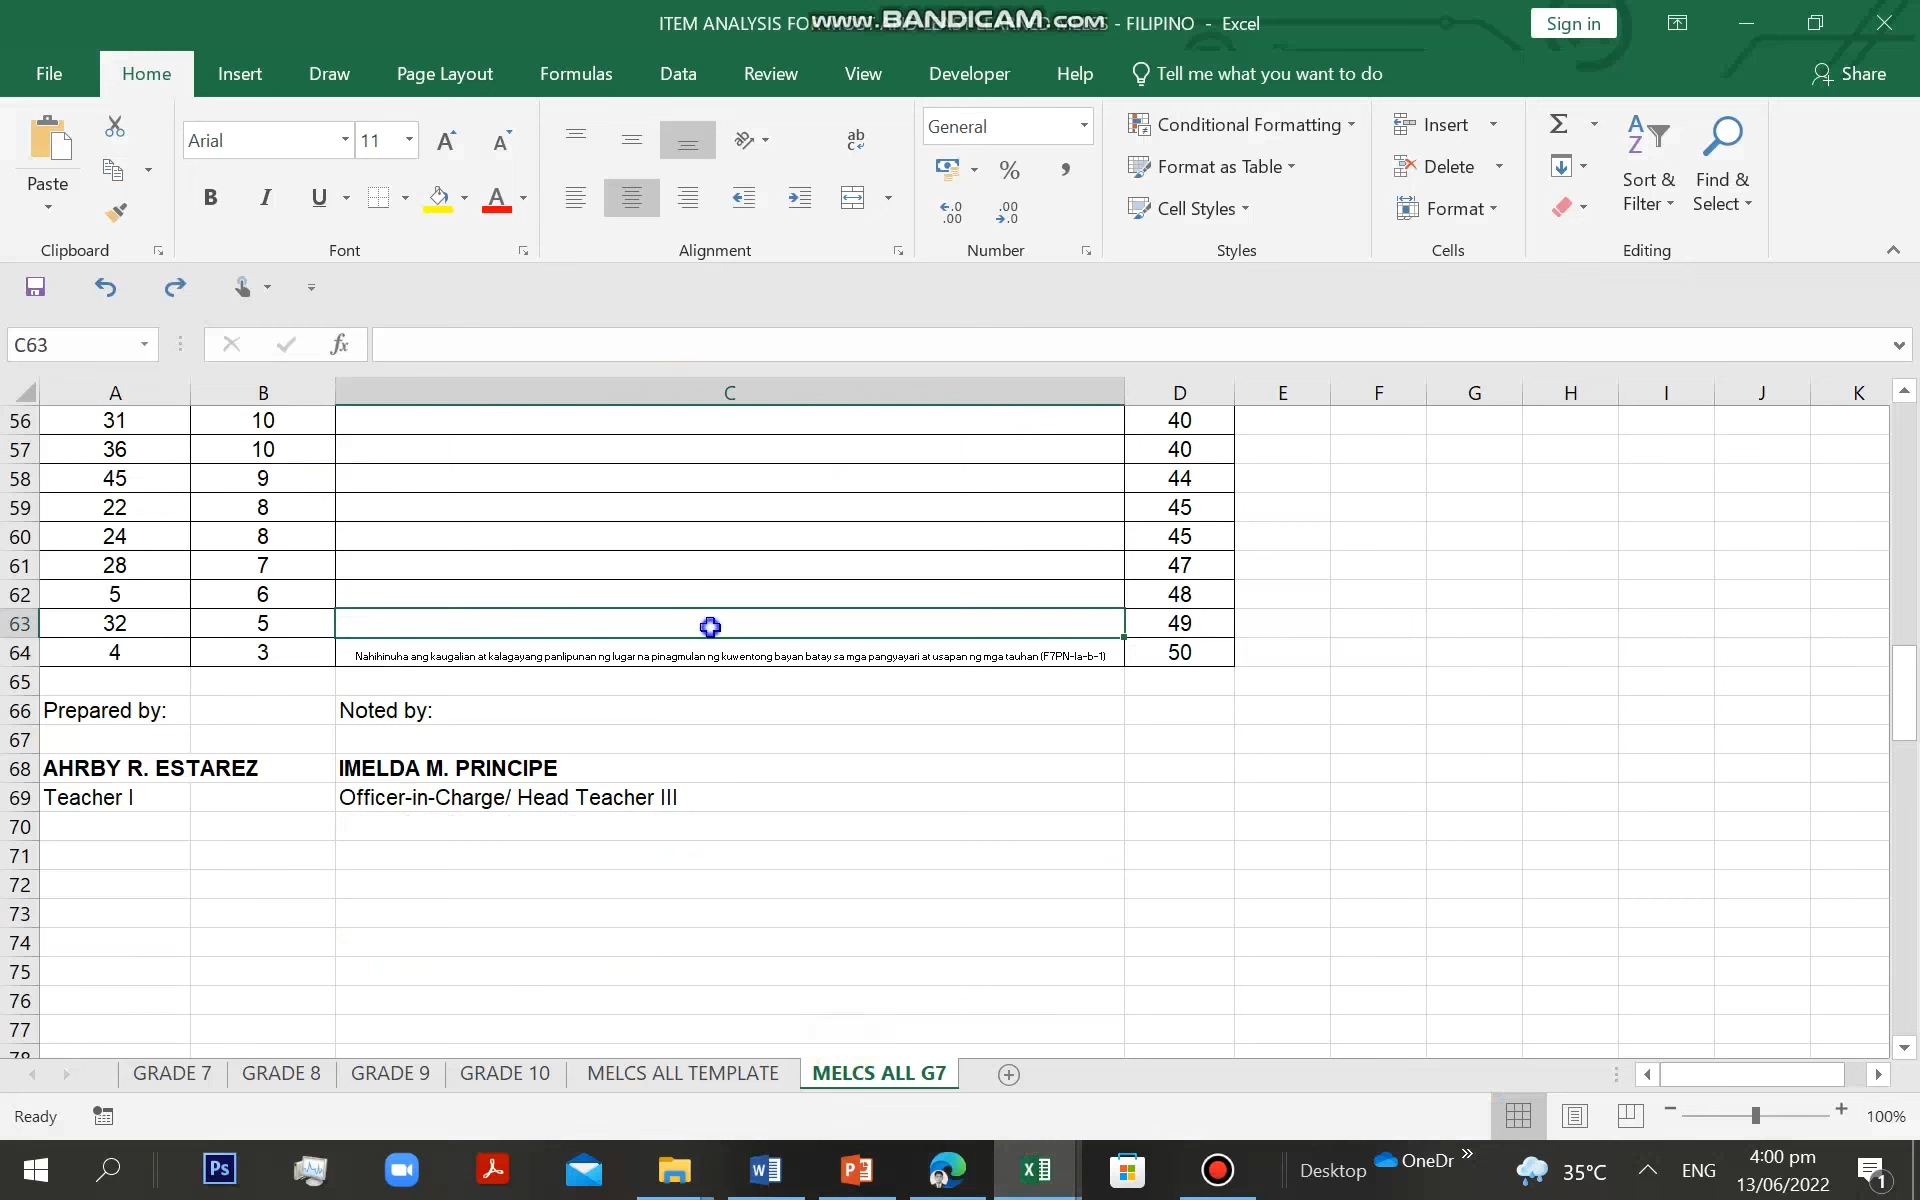 ITEM ANALYSIS FO
www.BANDICAM.com
- FILIPINO - Excel
Sign in
File Home Insert Draw Page Layout Formulas Data Review View Developer Help Tell me what you want to do Share
Paste
Arial 11
General
Conditional Formatting
Format as Table
Cell Styles
Insert
Delete
Format
Sort & Filter
Find & Select
Clipboard Font Alignment Number Styles Cells Editing
C63
A B C D E F G H I J K
56 31 10 40
57 36 10 40
58 45 9 44
59 22 8 45
60 24 8 45
61 28 7 47
62 5 6 48
63 32 5 49
64 4 3 Nahihinuha ang kaugalian at kalagayang panlipunan ng lugar na pinagmulan ng kuwentong bayan batay sa mga pangyayari at usapan ng mga tauhan (F7PN-Ia-b-1) 50
65
66 Prepared by: Noted by:
67
68 AHRBY R. ESTAREZ IMELDA M. PRINCIPE
69 Teacher I Officer-in-Charge/ Head Teacher III
70
71
72
73
74
75
76
77
78
GRADE 7 GRADE 8 GRADE 9 GRADE 10 MELCS ALL TEMPLATE MELCS ALL G7
Ready 100%
Desktop OneDr 35°C ENG 4:00 pm
13/06/2022 1